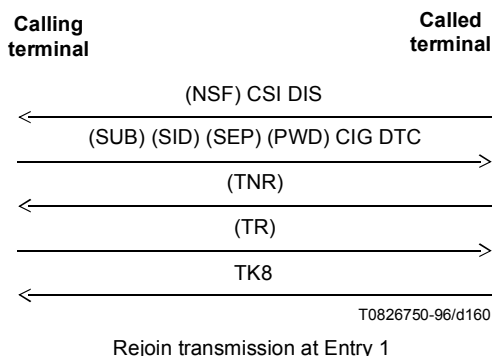 Calling
terminal
Called
terminal
(NSF) CSI DIS
(SUB) (SID) (SEP) (PWD) CIG DTC
(TNR)
(TR)
TK8
T0826750-96/d160
Rejoin transmission at Entry 1